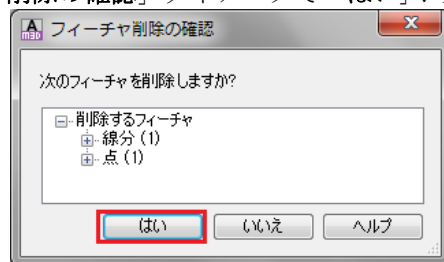 フィーチャ削除の確認
次のフィーチャを削除しますか?
削除するフィーチャ
線分 (1)
点 (1)
はい いいえ ヘルプ